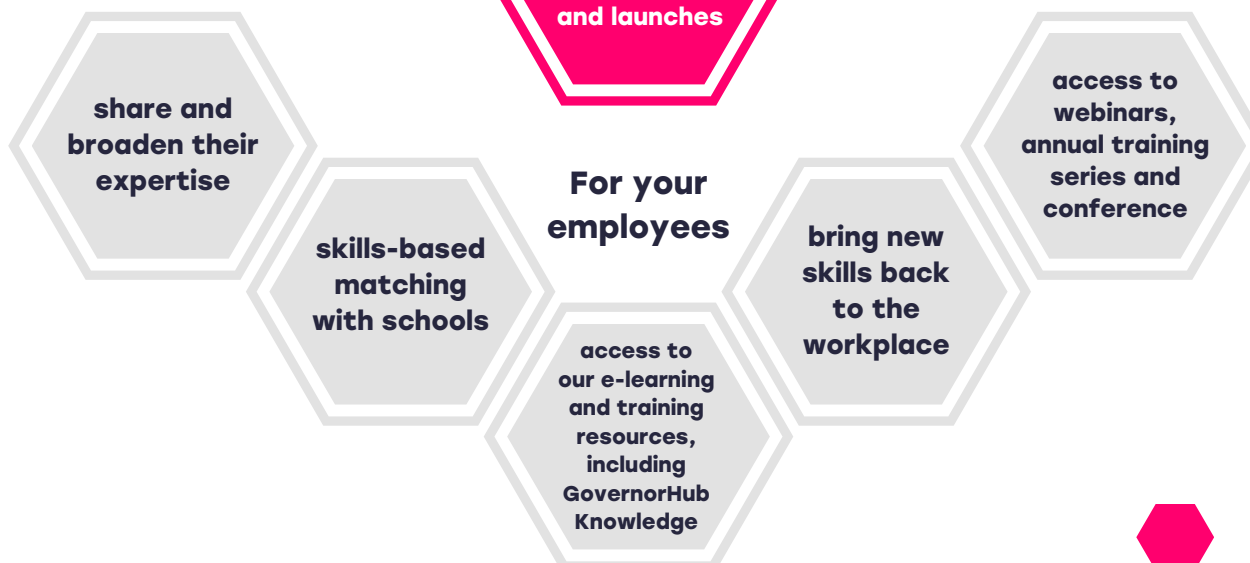 and launches
For your
employees
share and
broaden their
expertise
skills-based
matching
with schools
access to
our e-learning
and training
resources,
including
GovernorHub
Knowledge
bring new
skills back
to the
workplace
access to
webinars,
annual training
series and
conference